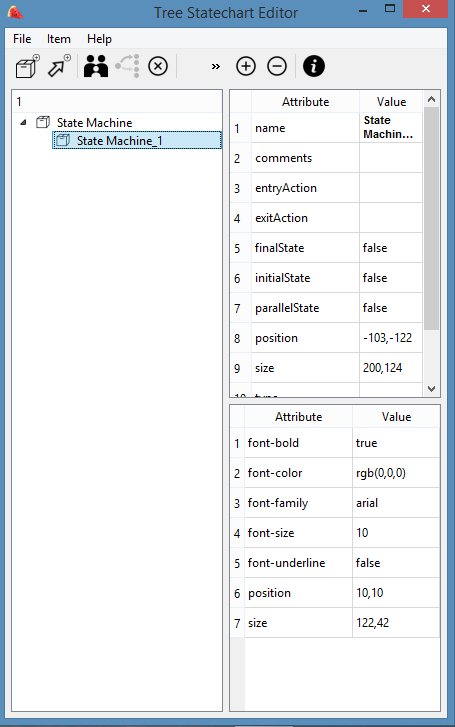 Tree Statechart Editor
File Item Help
»
1
State Machine
State Machine_1
Attribute Value
1 name State Machin...
2 comments
3 entryAction
4 exitAction
5 finalState false
6 initialState false
7 parallelState false
8 position -103,-122
9 size 200,124
Attribute Value
1 font-bold true
2 font-color rgb(0,0,0)
3 font-family arial
4 font-size 10
5 font-underline false
6 position 10,10
7 size 122,42